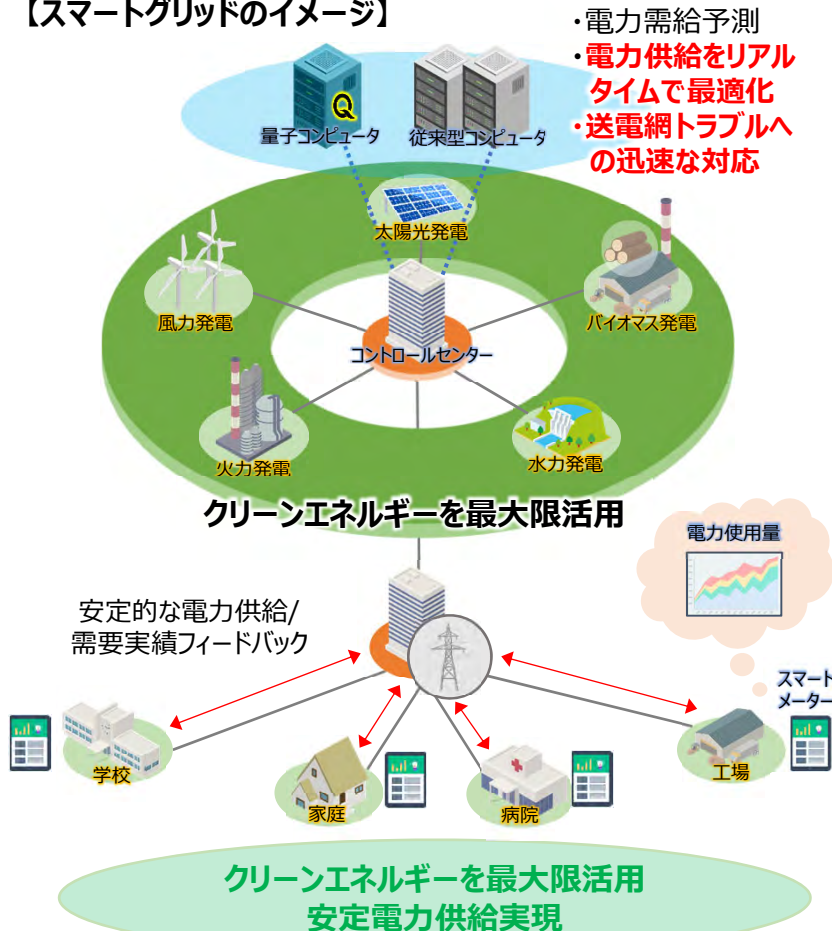 【スマートグリッドのイメージ】
・電力需給予測
・電力供給をリアル
タイムで最適化
・送電網トラブルへ
の迅速な対応
Q
量子コンピュータ
従来型コンピュータ
太陽光発電
風力発電
バイオマス発電
コントロールセンター
火力発電
水力発電
クリーンエネルギーを最大限活用
電力使用量
安定的な電力供給/
需要実績フィードバック
スマート
メーター
学校
工場
家庭
病院
クリーンエネルギーを最大限活用
安定電力供給実現